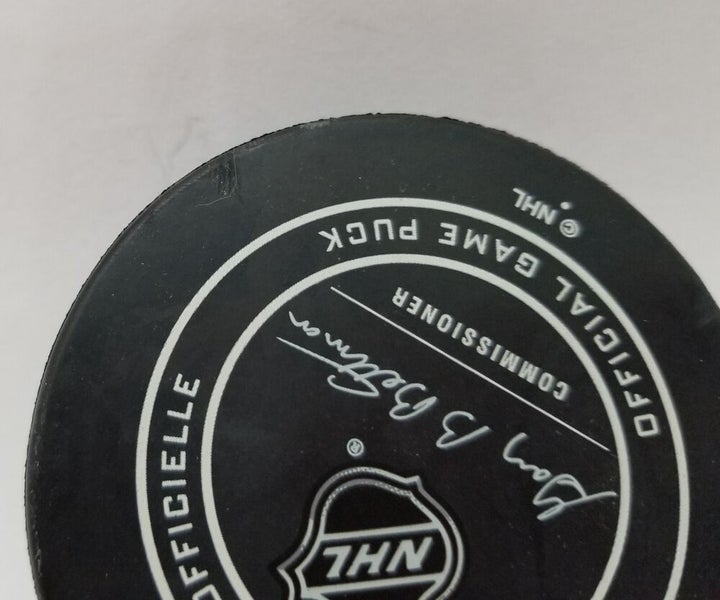 © NHL
OFFICIAL GAME PUCK
OFFICIELLE
COMMISSIONER
Gary B Bettman
®
NHL